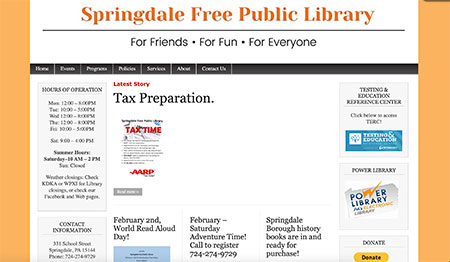 Springdale Free Public Library
For Friends • For Fun • For Everyone
Home Events Programs Policies Services About Contact Us
HOURS OF OPERATION
Mon: 12:00 – 8:00PM
Tue: 10:00 – 5:00PM
Wed: 12:00 – 8:00PM
Thu: 12:00 – 8:00PM
Fri: 10:00 – 5:00PM
Sat: 9:00 – 4:00 PM
Summer Hours:
Saturday–10 AM – 2 PM
Sun: Closed
Weather closings: Check
KDKA or WPXI for Library
closings, or check our
Facebook and Web pages.
CONTACT
INFORMATION
331 School Street
Springdale, PA 15144
Phone: 724-274-9729
Latest Story
Tax Preparation.
Springdale Free Public Library
TAX TIME
AARP
Read more »
February 2nd,
World Read Aloud
Day!
February –
Saturday
Adventure Time!
Call to register
724-274-9729
Springdale
Borough history
books are in and
ready for
purchase!
TESTING &
EDUCATION
REFERENCE CENTER
Click below to access
TERC!
TESTING &
EDUCATION
POWER LIBRARY
POWER
LIBRARY
PA'S ELECTRONIC
LIBRARY
DONATE
Donate